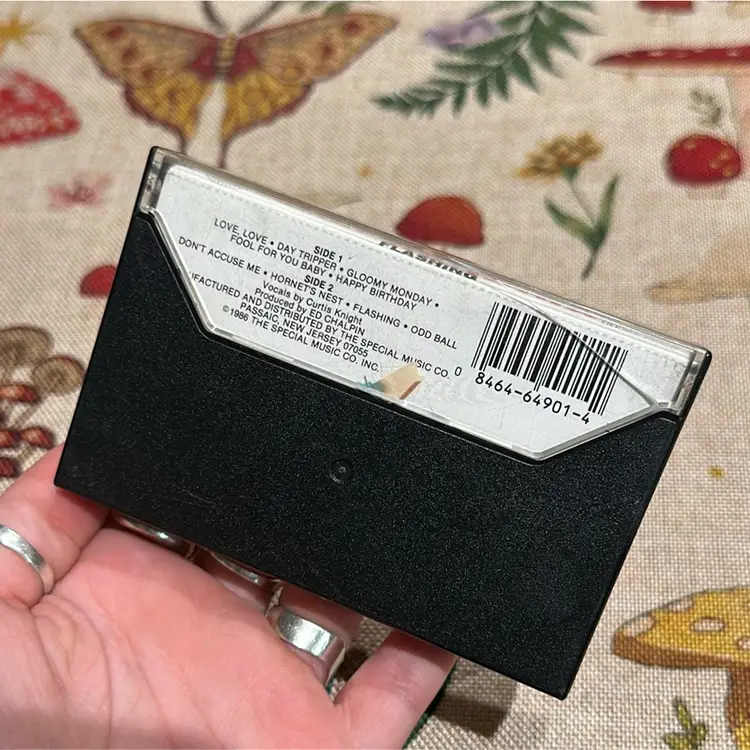 FLASHING
SIDE 1
LOVE, LOVE • DAY TRIPPER • GLOOMY MONDAY •
FOOL FOR YOU BABY • HAPPY BIRTHDAY
SIDE 2
DON'T ACCUSE ME • HORNET'S NEST • FLASHING • ODD BALL
Vocals by Curtis Knight
Produced by ED CHALPIN
UFACTURED AND DISTRIBUTED BY THE SPECIAL MUSIC CO.
PASSAIC, NEW JERSEY 07055
©1986 THE SPECIAL MUSIC CO. INC.
0 8464-64901-4